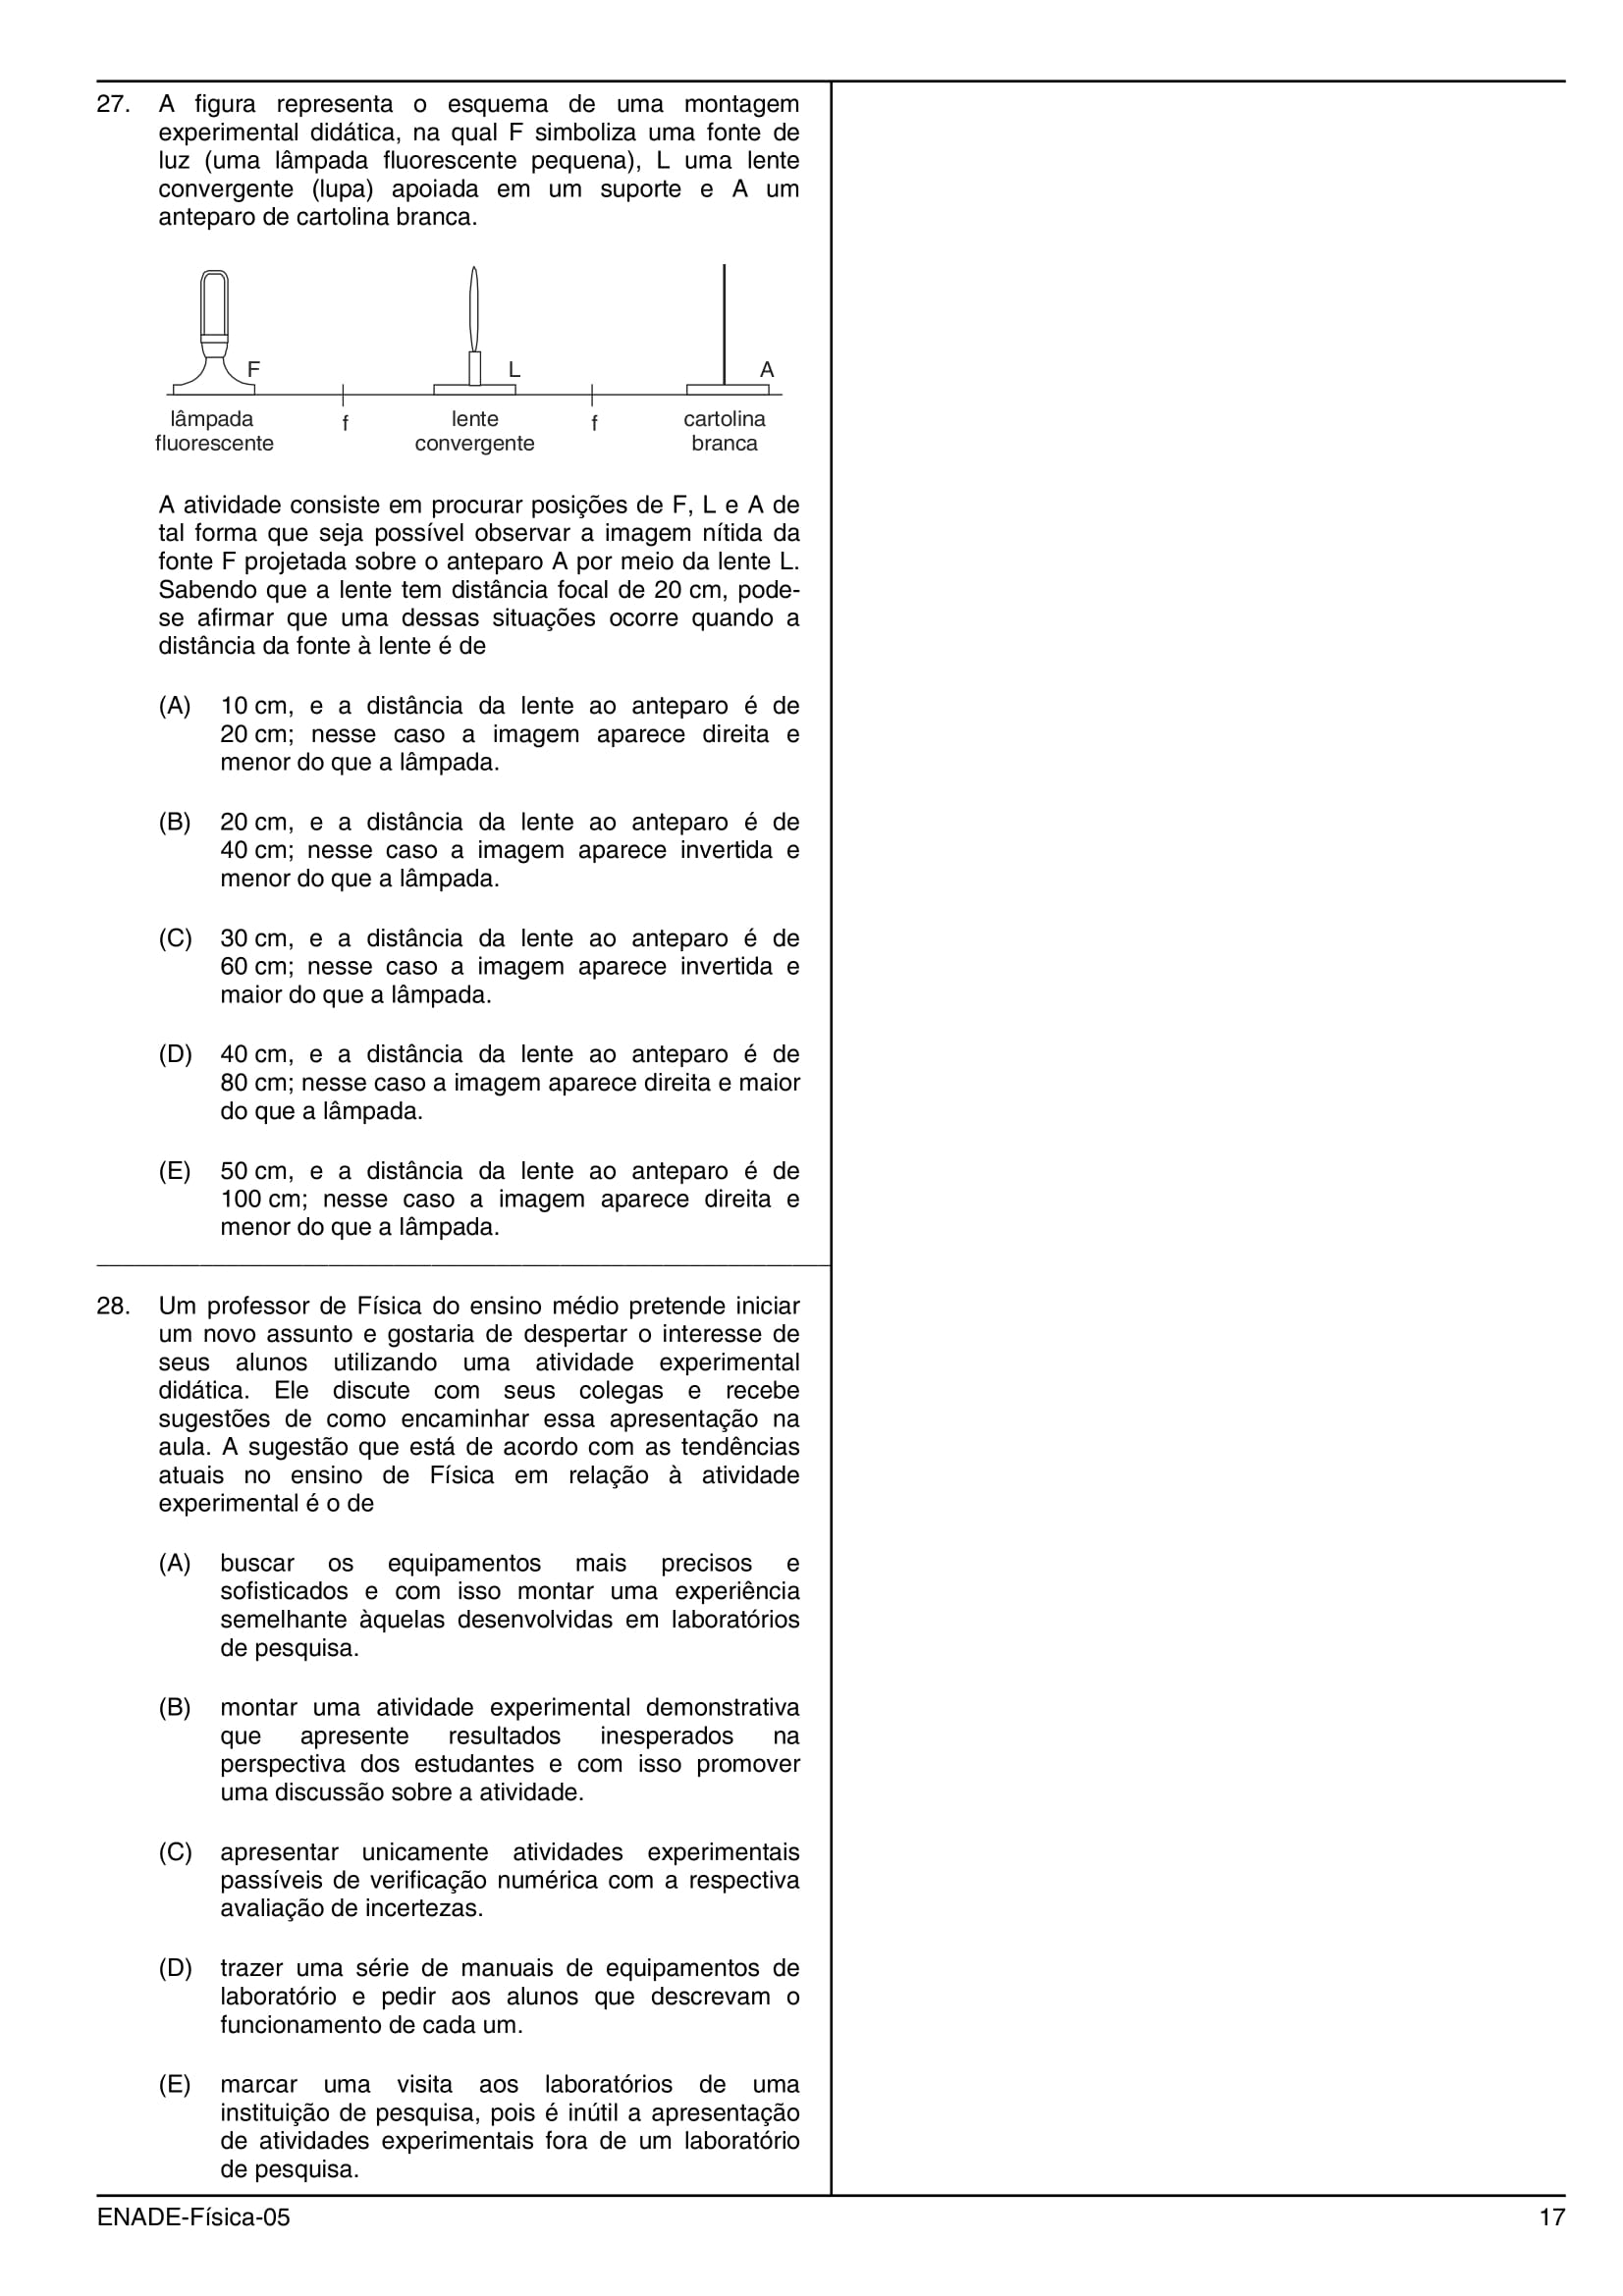 27. A figura representa o esquema de uma montagem
experimental didática, na qual F simboliza uma fonte de
luz (uma lâmpada fluorescente pequena), L uma lente
convergente (lupa) apoiada em um suporte e A um
anteparo de cartolina branca.
F L A
lâmpada f lente f cartolina
fluorescente convergente branca
A atividade consiste em procurar posições de F, L e A de
tal forma que seja possível observar a imagem nítida da
fonte F projetada sobre o anteparo A por meio da lente L.
Sabendo que a lente tem distância focal de 20 cm, pode-
se afirmar que uma dessas situações ocorre quando a
distância da fonte à lente é de
(A) 10 cm, e a distância da lente ao anteparo é de
20 cm; nesse caso a imagem aparece direita e
menor do que a lâmpada.
(B) 20 cm, e a distância da lente ao anteparo é de
40 cm; nesse caso a imagem aparece invertida e
menor do que a lâmpada.
(C) 30 cm, e a distância da lente ao anteparo é de
60 cm; nesse caso a imagem aparece invertida e
maior do que a lâmpada.
(D) 40 cm, e a distância da lente ao anteparo é de
80 cm; nesse caso a imagem aparece direita e maior
do que a lâmpada.
(E) 50 cm, e a distância da lente ao anteparo é de
100 cm; nesse caso a imagem aparece direita e
menor do que a lâmpada.
28. Um professor de Física do ensino médio pretende iniciar
um novo assunto e gostaria de despertar o interesse de
seus alunos utilizando uma atividade experimental
didática. Ele discute com seus colegas e recebe
sugestões de como encaminhar essa apresentação na
aula. A sugestão que está de acordo com as tendências
atuais no ensino de Física em relação à atividade
experimental é o de
(A) buscar os equipamentos mais precisos e
sofisticados e com isso montar uma experiência
semelhante àquelas desenvolvidas em laboratórios
de pesquisa.
(B) montar uma atividade experimental demonstrativa
que apresente resultados inesperados na
perspectiva dos estudantes e com isso promover
uma discussão sobre a atividade.
(C) apresentar unicamente atividades experimentais
passíveis de verificação numérica com a respectiva
avaliação de incertezas.
(D) trazer uma série de manuais de equipamentos de
laboratório e pedir aos alunos que descrevam o
funcionamento de cada um.
(E) marcar uma visita aos laboratórios de uma
instituição de pesquisa, pois é inútil a apresentação
de atividades experimentais fora de um laboratório
de pesquisa.
ENADE-Física-05 17